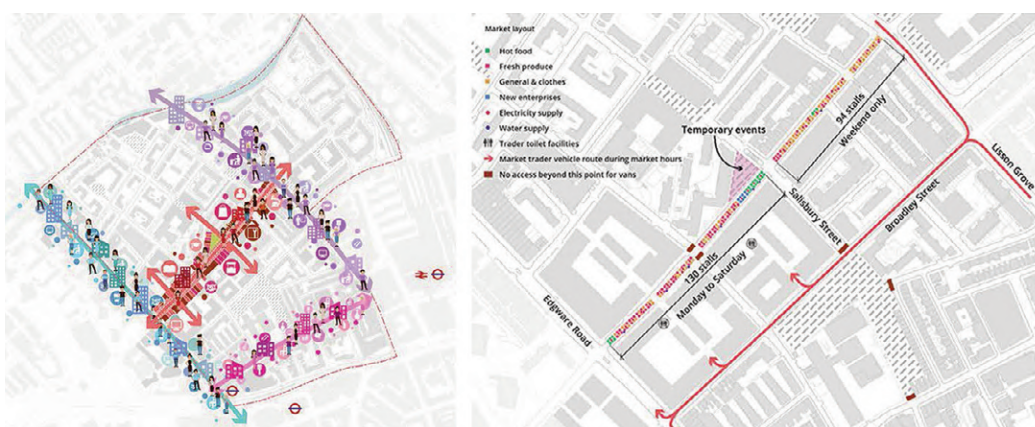 Market layout
Hot food
Fresh produce
General & clothes
New enterprises
Electricity supply
Water supply
Trader toilet facilities
Market trader vehicle route during market hours
No access beyond this point for vans
Temporary events
94 stalls
Weekend only
Lisson Grove
Salisbury Street
Broadley Street
130 stalls
Monday to Saturday
Edgware Road